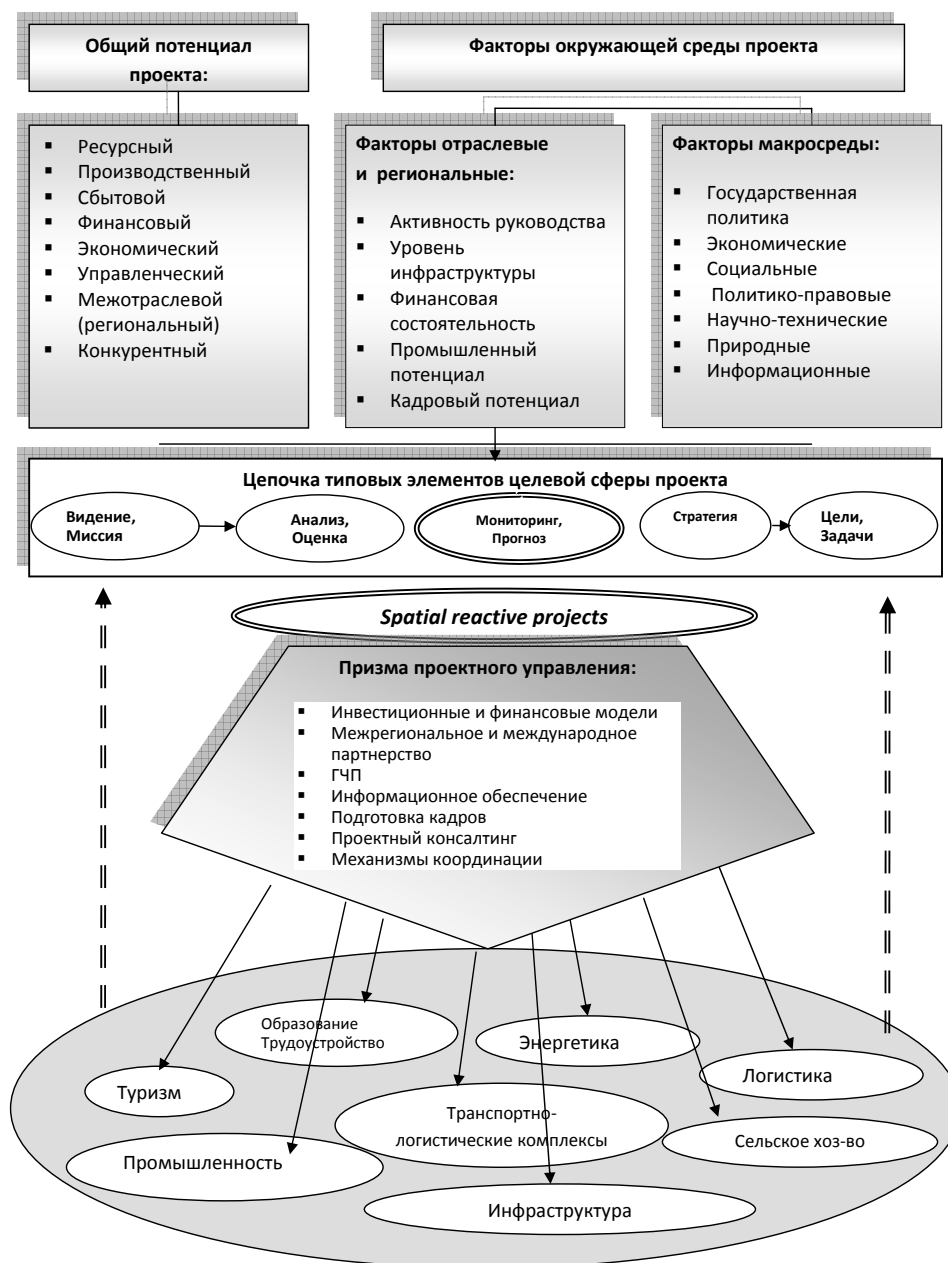 Общий потенциал
проекта:
Факторы окружающей среды проекта
▪ Ресурсный
▪ Производственный
▪ Сбытовой
▪ Финансовый
▪ Экономический
▪ Управленческий
▪ Межотраслевой
(региональный)
▪ Конкурентный
Факторы отраслевые
и региональные:
▪ Активность руководства
▪ Уровень
инфраструктуры
▪ Финансовая
состоятельность
▪ Промышленный
потенциал
▪ Кадровый потенциал
Факторы макросреды:
▪ Государственная
политика
▪ Экономические
▪ Социальные
▪ Политико-правовые
▪ Научно-технические
▪ Природные
▪ Информационные
Цепочка типовых элементов целевой сферы проекта
Видение,
Миссия
Анализ,
Оценка
Мониторинг,
Прогноз
Стратегия
Цели,
Задачи
Spatial reactive projects
Призма проектного управления:
▪ Инвестиционные и финансовые модели
▪ Межрегиональное и международное
партнерство
▪ ГЧП
▪ Информационное обеспечение
▪ Подготовка кадров
▪ Проектный консалтинг
▪ Механизмы координации
Образование
Трудоустройство
Энергетика
Туризм
Логистика
Транспортно-
логистические комплексы
Сельское хоз-во
Промышленность
Инфраструктура